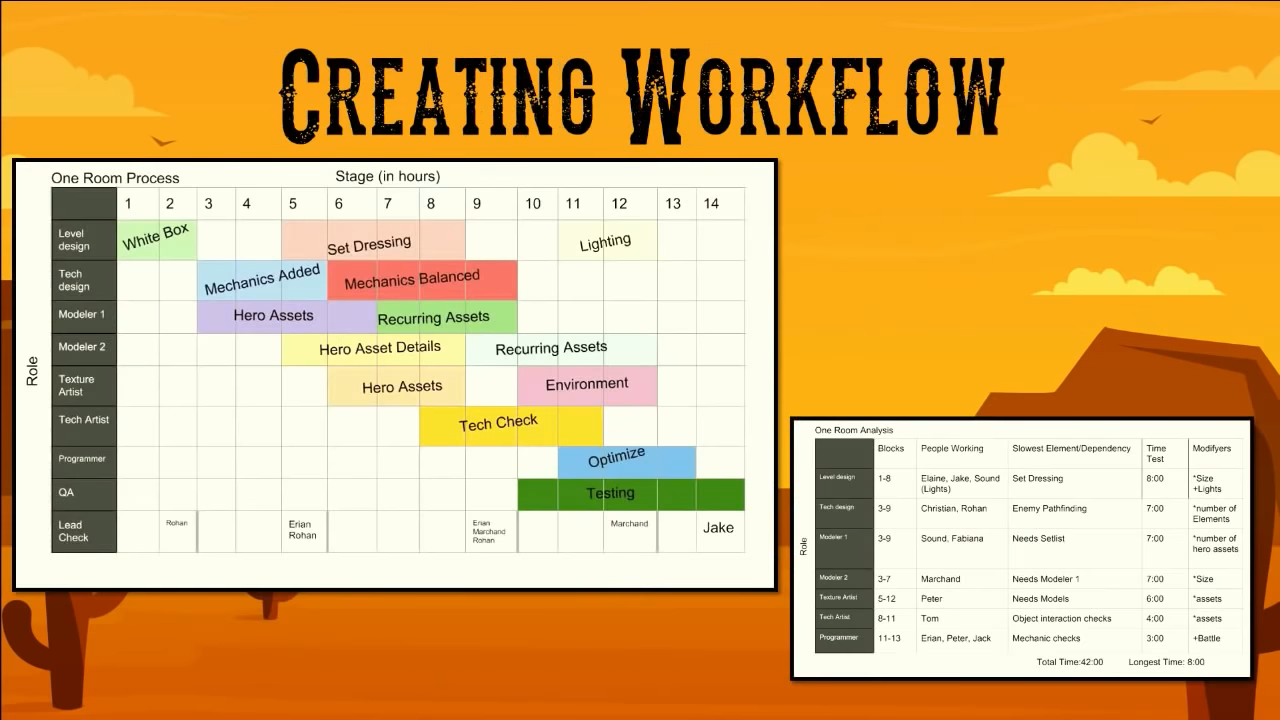 Creating Workflow
One Room Process
Stage (in hours)
1 2 3 4 5 6 7 8 9 10 11 12 13 14
Role
Level design
White Box
Set Dressing
Lighting
Tech design
Mechanics Added
Mechanics Balanced
Modeler 1
Hero Assets
Recurring Assets
Modeler 2
Hero Asset Details
Recurring Assets
Texture Artist
Hero Assets
Environment
Tech Artist
Tech Check
Programmer
Optimize
QA
Testing
Lead Check
Rohan
Erian
Rohan
Erian
Marchand
Rohan
Marchand
Jake
One Room Analysis
Blocks People Working Slowest Element/Dependency Time Test Modifyers
Role
Level design 1-8 Elaine, Jake, Sound (Lights) Set Dressing 8:00 *Size +Lights
Tech design 3-9 Christian, Rohan Enemy Pathfinding 7:00 *number of Elements
Modeler 1 3-9 Sound, Fabiana Needs Setlist 7:00 *number of hero assets
Modeler 2 3-7 Marchand Needs Modeler 1 7:00 *Size
Texture Artist 5-12 Peter Needs Models 6:00 *assets
Tech Artist 8-11 Tom Object interaction checks 4:00 *assets
Programmer 11-13 Erian, Peter, Jack Mechanic checks 3:00 +Battle
Total Time:42:00 Longest Time: 8:00